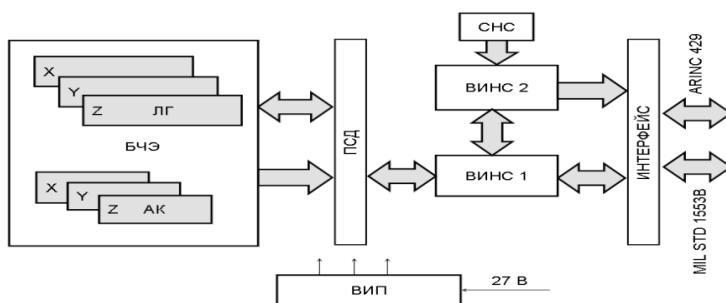 X
Y
Z ЛГ
БЧЭ
X
Y
Z АК
ПСД
СНС
ВИНС 2
ВИНС 1
ИНТЕРФЕЙС
ARINC 429
MIL STD 1553B
ВИП
27 В